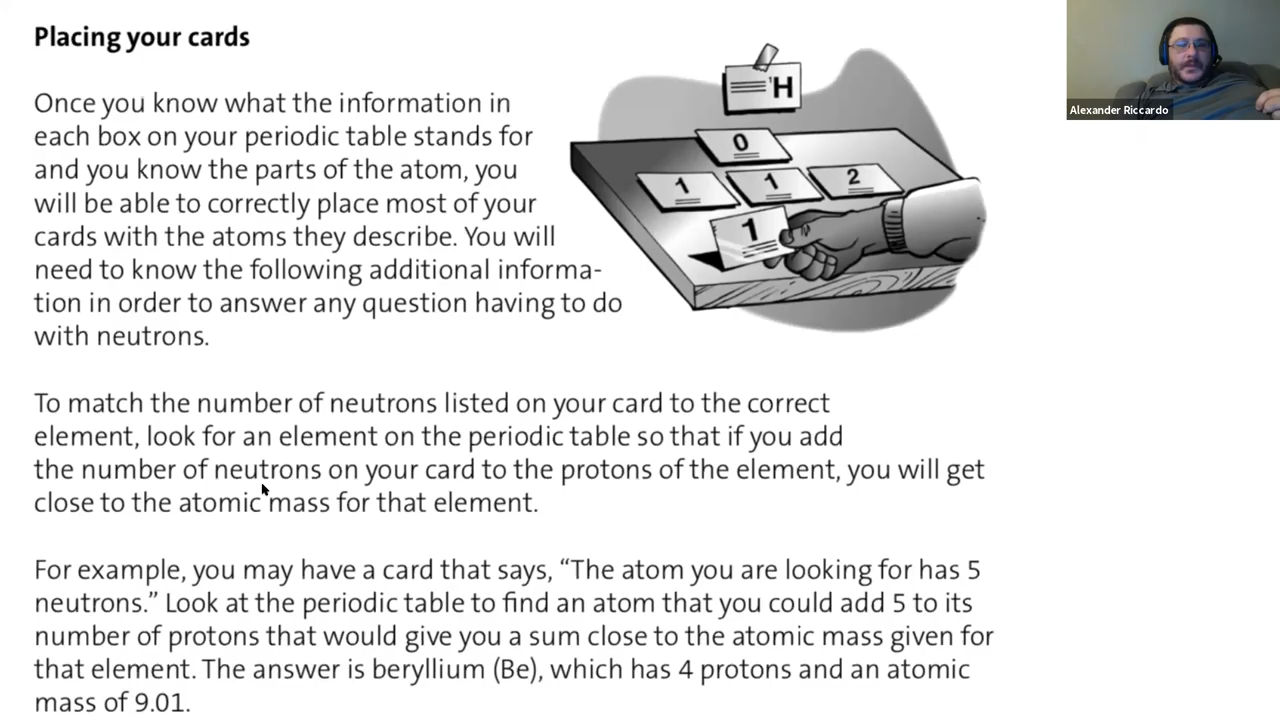 Placing your cards
Once you know what the information in
each box on your periodic table stands for
and you know the parts of the atom, you
will be able to correctly place most of your
cards with the atoms they describe. You will
need to know the following additional informa-
tion in order to answer any question having to do
with neutrons.
¹H
0
1 1 2
1
Alexander Riccardo
To match the number of neutrons listed on your card to the correct
element, look for an element on the periodic table so that if you add
the number of neutrons on your card to the protons of the element, you will get
close to the atomic mass for that element.
For example, you may have a card that says, “The atom you are looking for has 5
neutrons.” Look at the periodic table to find an atom that you could add 5 to its
number of protons that would give you a sum close to the atomic mass given for
that element. The answer is beryllium (Be), which has 4 protons and an atomic
mass of 9.01.